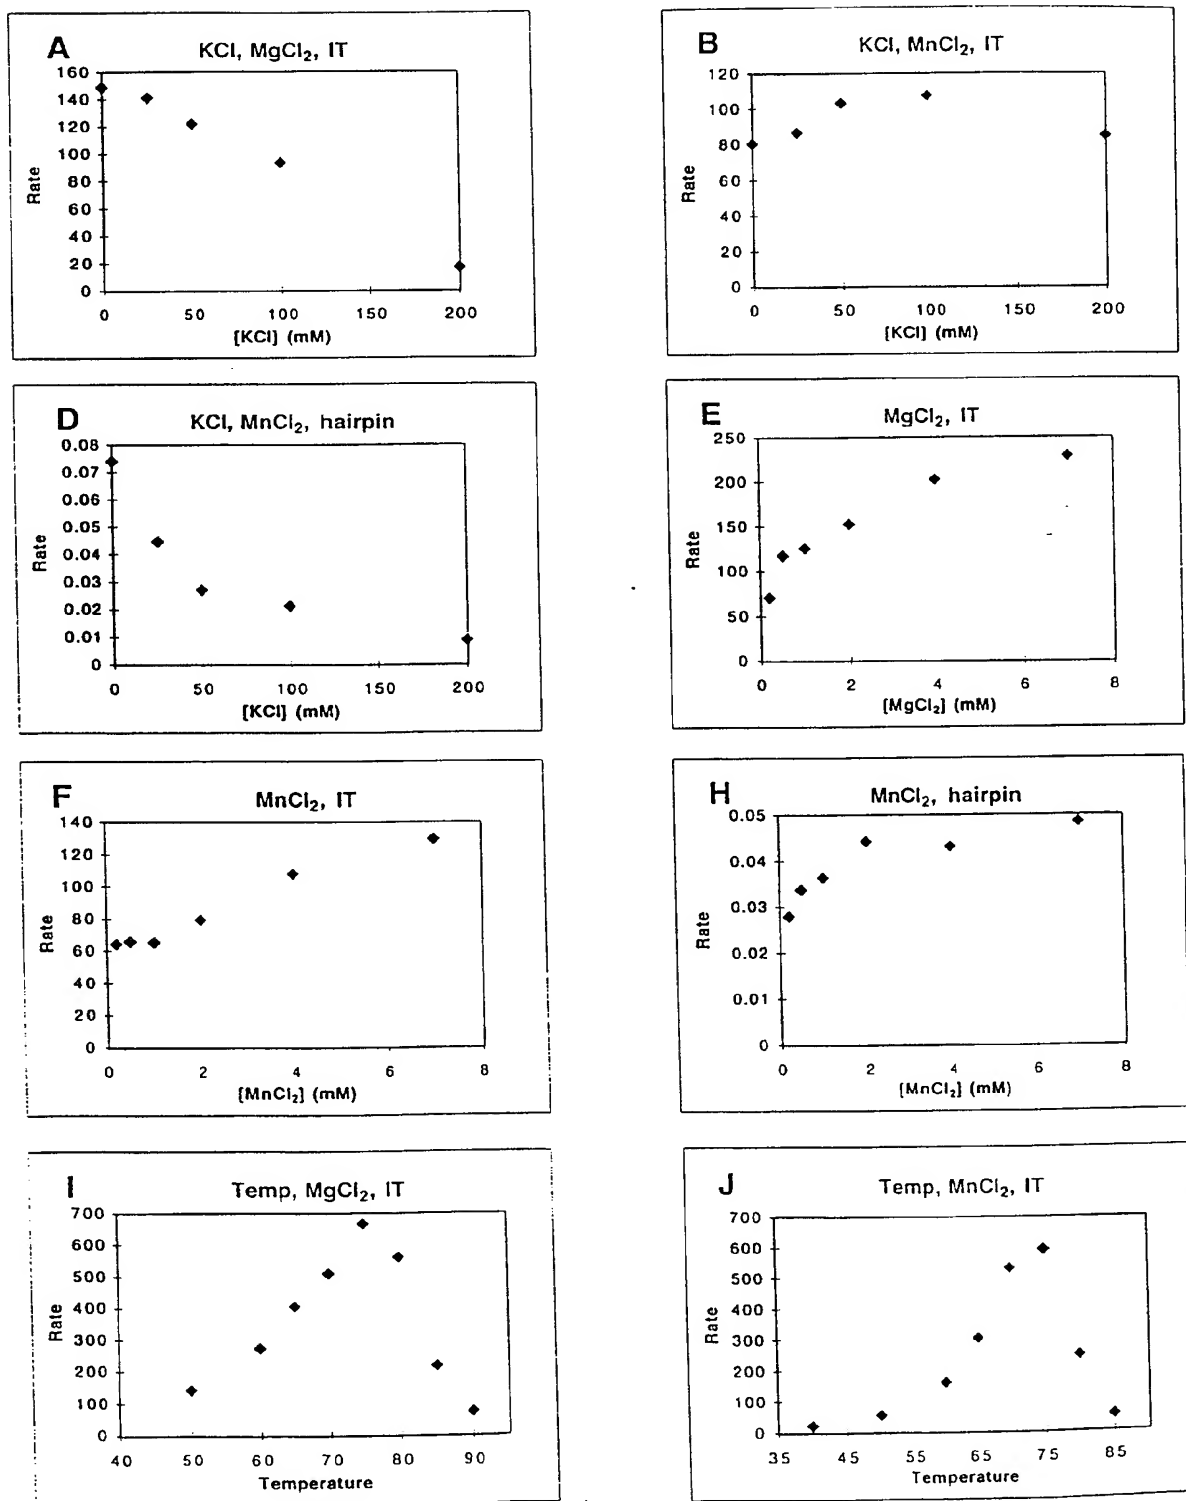 A
KCl, MgCl₂, IT
160
140
120
100
80
60
40
20
0
Rate
0 50 100 150 200
[KCl] (mM)
B
KCl, MnCl₂, IT
120
100
80
60
40
20
0
Rate
0 50 100 150 200
[KCl] (mM)
D
KCl, MnCl₂, hairpin
0.08
0.07
0.06
0.05
0.04
0.03
0.02
0.01
0
Rate
0 50 100 150 200
[KCl] (mM)
E
MgCl₂, IT
250
200
150
100
50
0
Rate
0 2 4 6 8
[MgCl₂] (mM)
F
MnCl₂, IT
140
120
100
80
60
40
20
0
Rate
0 2 4 6 8
[MnCl₂] (mM)
H
MnCl₂, hairpin
0.05
0.04
0.03
0.02
0.01
0
Rate
0 2 4 6 8
[MnCl₂] (mM)
I
Temp, MgCl₂, IT
700
600
500
400
300
200
100
0
Rate
40 50 60 70 80 90
Temperature
J
Temp, MnCl₂, IT
700
600
500
400
300
200
100
0
Rate
35 45 55 65 75 85
Temperature